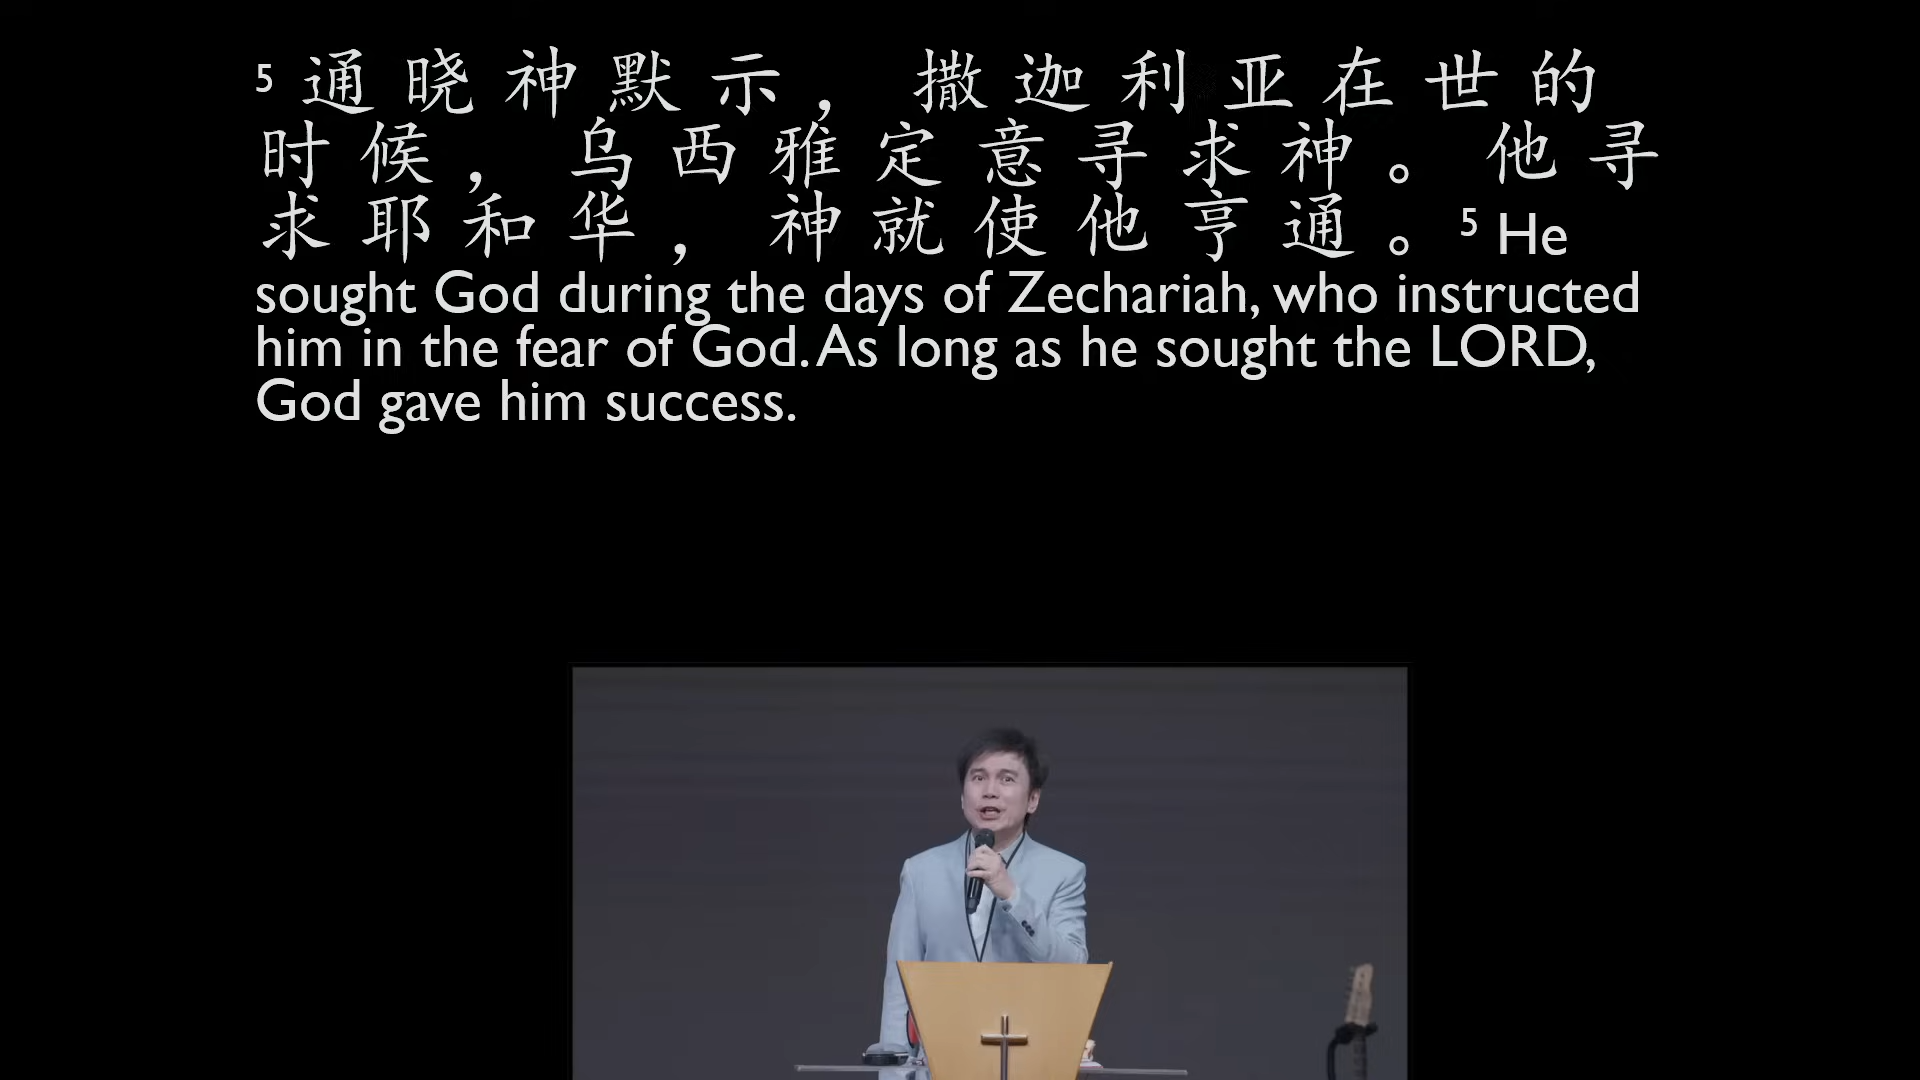 5 通晓神默示，撒迦利亚在世的
时候，乌西雅定意寻求神。他寻
求耶和华，神就使他亨通。5 He
sought God during the days of Zechariah, who instructed
him in the fear of God. As long as he sought the LORD,
God gave him success.